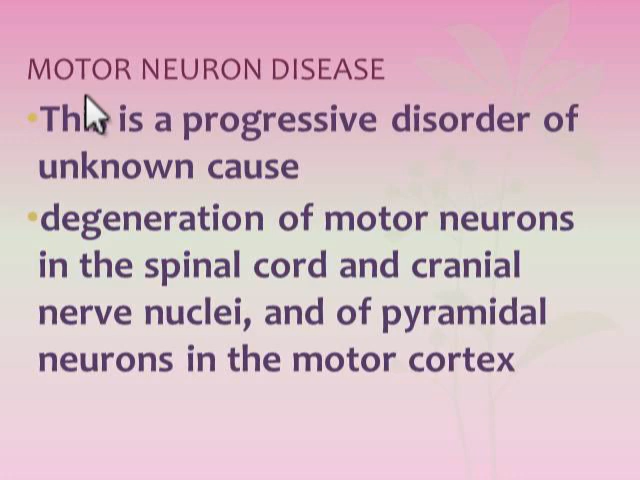 MOTOR NEURON DISEASE
•Th is a progressive disorder of
unknown cause
•degeneration of motor neurons
in the spinal cord and cranial
nerve nuclei, and of pyramidal
neurons in the motor cortex